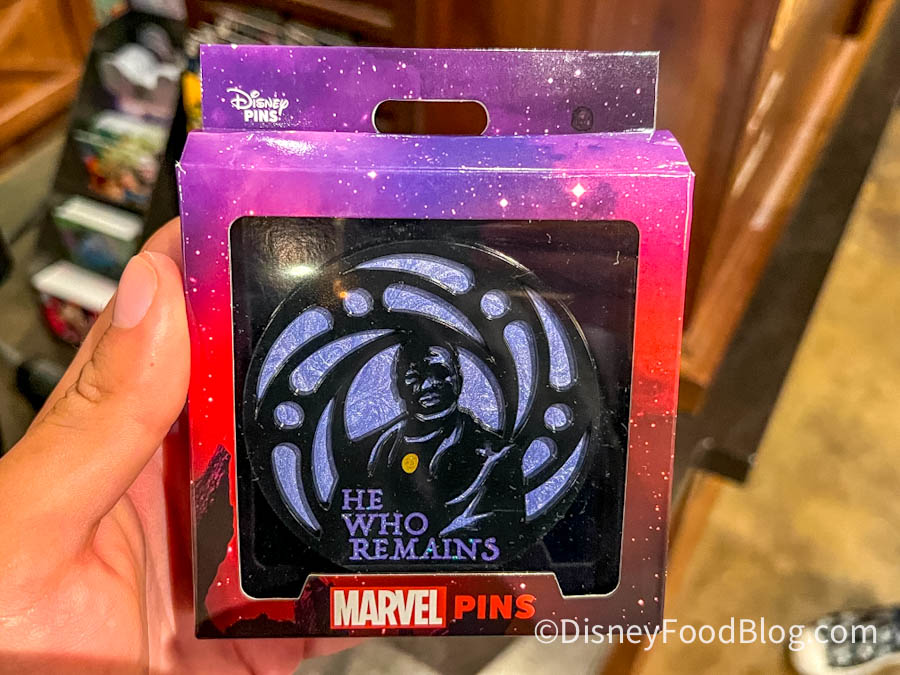 Disney
PINS
HE
WHO
REMAINS
MARVEL PINS
©DisneyFoodBlog.com